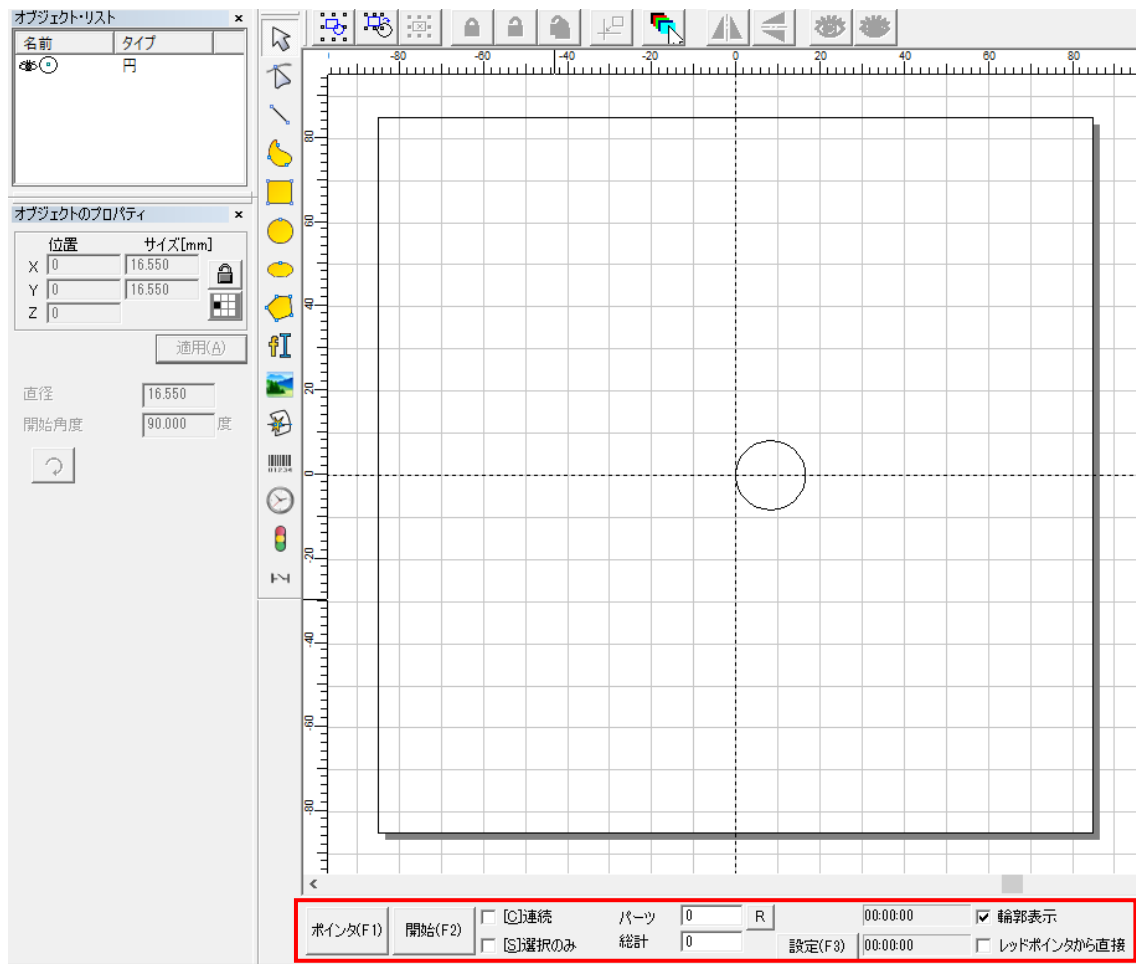 オブジェクト・リスト ×
名前 タイプ
円
オブジェクトのプロパティ ×
位置 サイズ[mm]
X 0 16.550
Y 0 16.550
Z 0
適用(A)
直径 16.550
開始角度 90.000 度
01234
-80 -60 -40 -20 0 20 40 60 80
80
60
40
20
0
-20
-40
-60
-80
ポインタ(F1) 開始(F2) [C]連続 パーツ 0 R 00:00:00 輪郭表示
[S]選択のみ 総計 0 設定(F3) 00:00:00 レッドポインタから直接